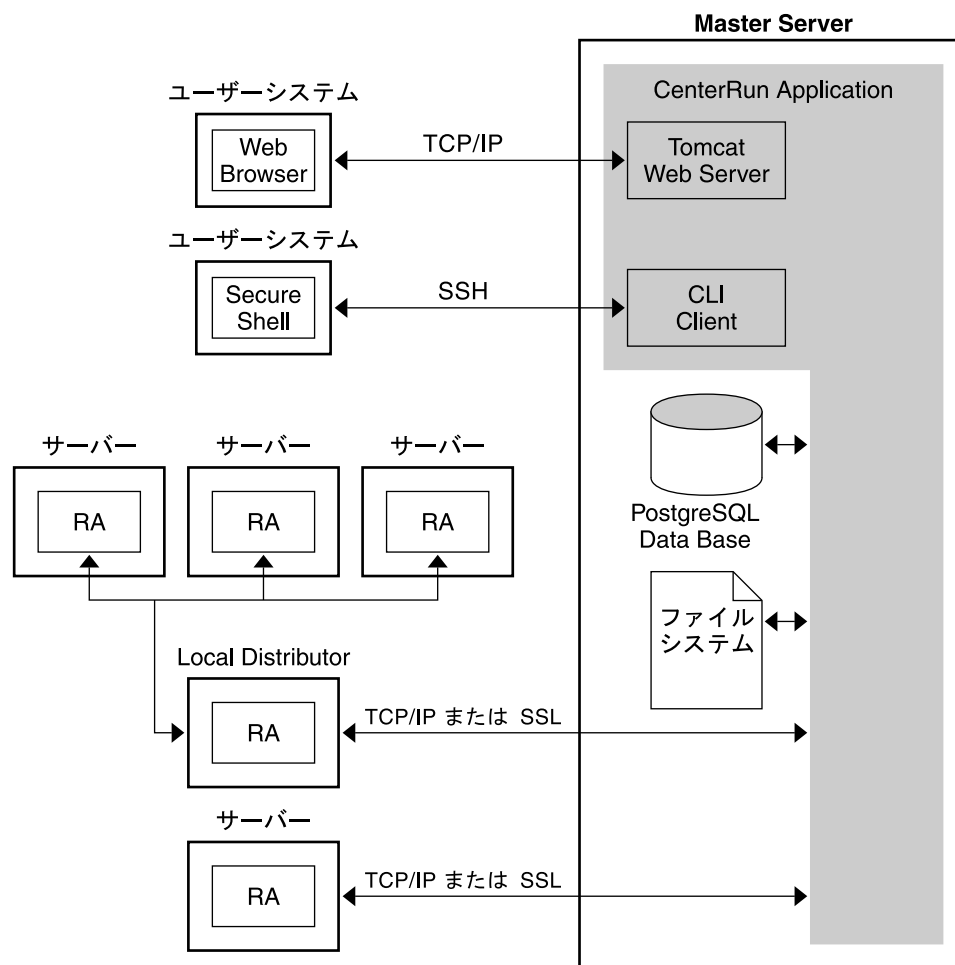 Master Server
CenterRun Application
ユーザーシステム
Web
Browser
TCP/IP
Tomcat
Web Server
ユーザーシステム
Secure
Shell
SSH
CLI
Client
サーバー
サーバー
サーバー
RA
RA
RA
PostgreSQL
Data Base
ファイル
システム
Local Distributor
RA
TCP/IP または SSL
サーバー
RA
TCP/IP または SSL